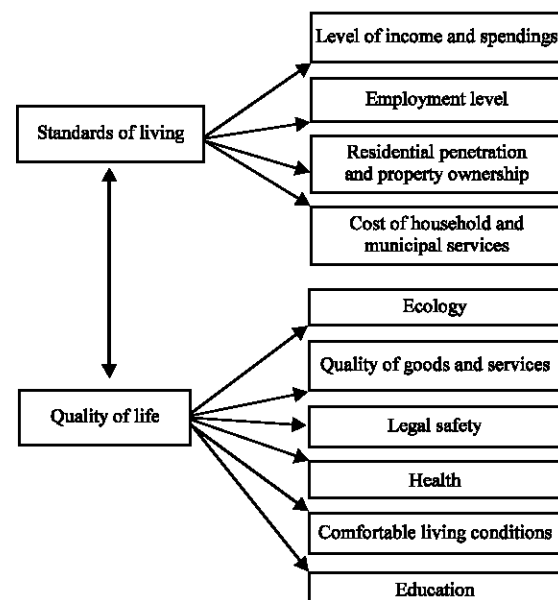 Level of income and spendings
Employment level
Standards of living
Residential penetration
and property ownership
Cost of household and
municipal services
Ecology
Quality of goods and services
Quality of life
Legal safety
Health
Comfortable living conditions
Education